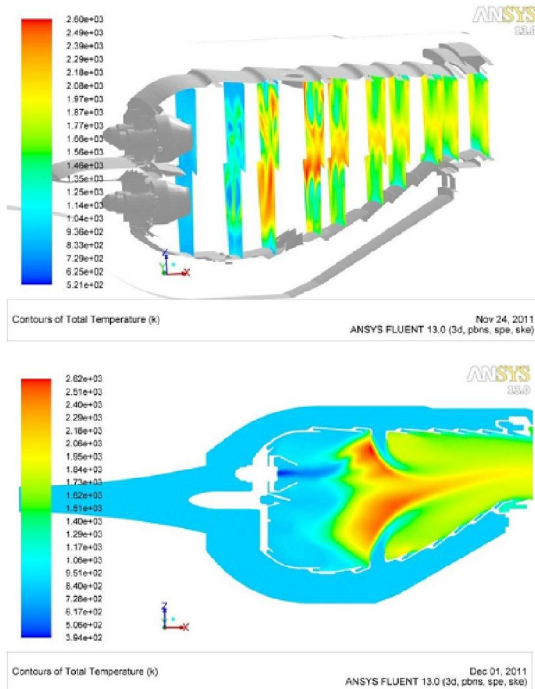 2.60e+03
2.49e+03
2.39e+03
2.29e+03
2.18e+03
2.08e+03
1.97e+03
1.87e+03
1.77e+03
1.66e+03
1.56e+03
1.46e+03
1.35e+03
1.25e+03
1.14e+03
1.04e+03
9.36e+02
8.33e+02
7.29e+02
6.25e+02
5.21e+02
ANSYS
13.0
Z
Y
X
Contours of Total Temperature (k)
Nov 24, 2011
ANSYS FLUENT 13.0 (3d, pbns, spe, ske)
2.62e+03
2.51e+03
2.40e+03
2.29e+03
2.18e+03
2.06e+03
1.95e+03
1.84e+03
1.73e+03
1.62e+03
1.51e+03
1.40e+03
1.29e+03
1.17e+03
1.06e+03
9.51e+02
8.40e+02
7.28e+02
6.17e+02
5.06e+02
3.94e+02
ANSYS
13.0
Z
Y
X
Contours of Total Temperature (k)
Dec 01, 2011
ANSYS FLUENT 13.0 (3d, pbns, spe, ske)